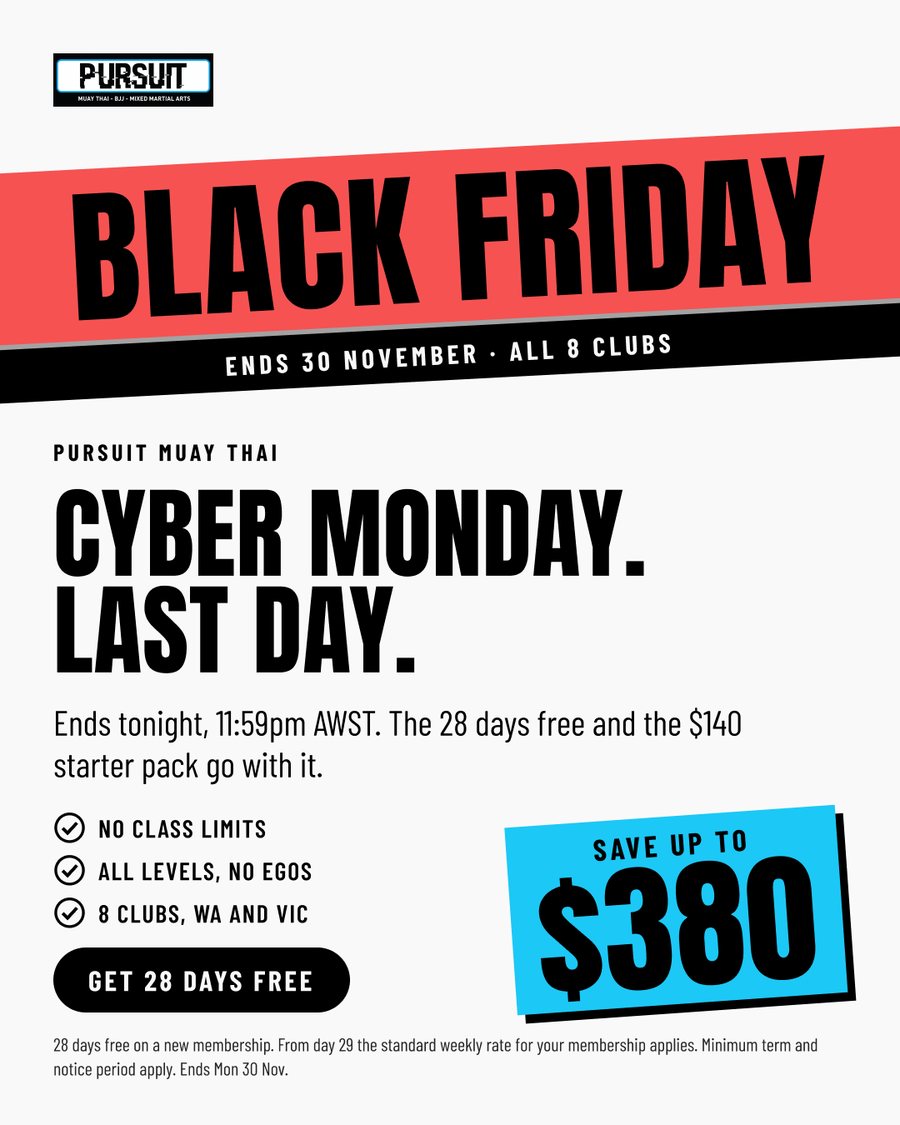 PURSUIT
MUAY THAI • BJJ • MIXED MARTIAL ARTS
BLACK FRIDAY
ENDS 30 NOVEMBER · ALL 8 CLUBS
PURSUIT MUAY THAI
CYBER MONDAY.
LAST DAY.
Ends tonight, 11:59pm AWST. The 28 days free and the $140
starter pack go with it.
NO CLASS LIMITS
ALL LEVELS, NO EGOS
8 CLUBS, WA AND VIC
GET 28 DAYS FREE
SAVE UP TO
$380
28 days free on a new membership. From day 29 the standard weekly rate for your membership applies. Minimum term and
notice period apply. Ends Mon 30 Nov.